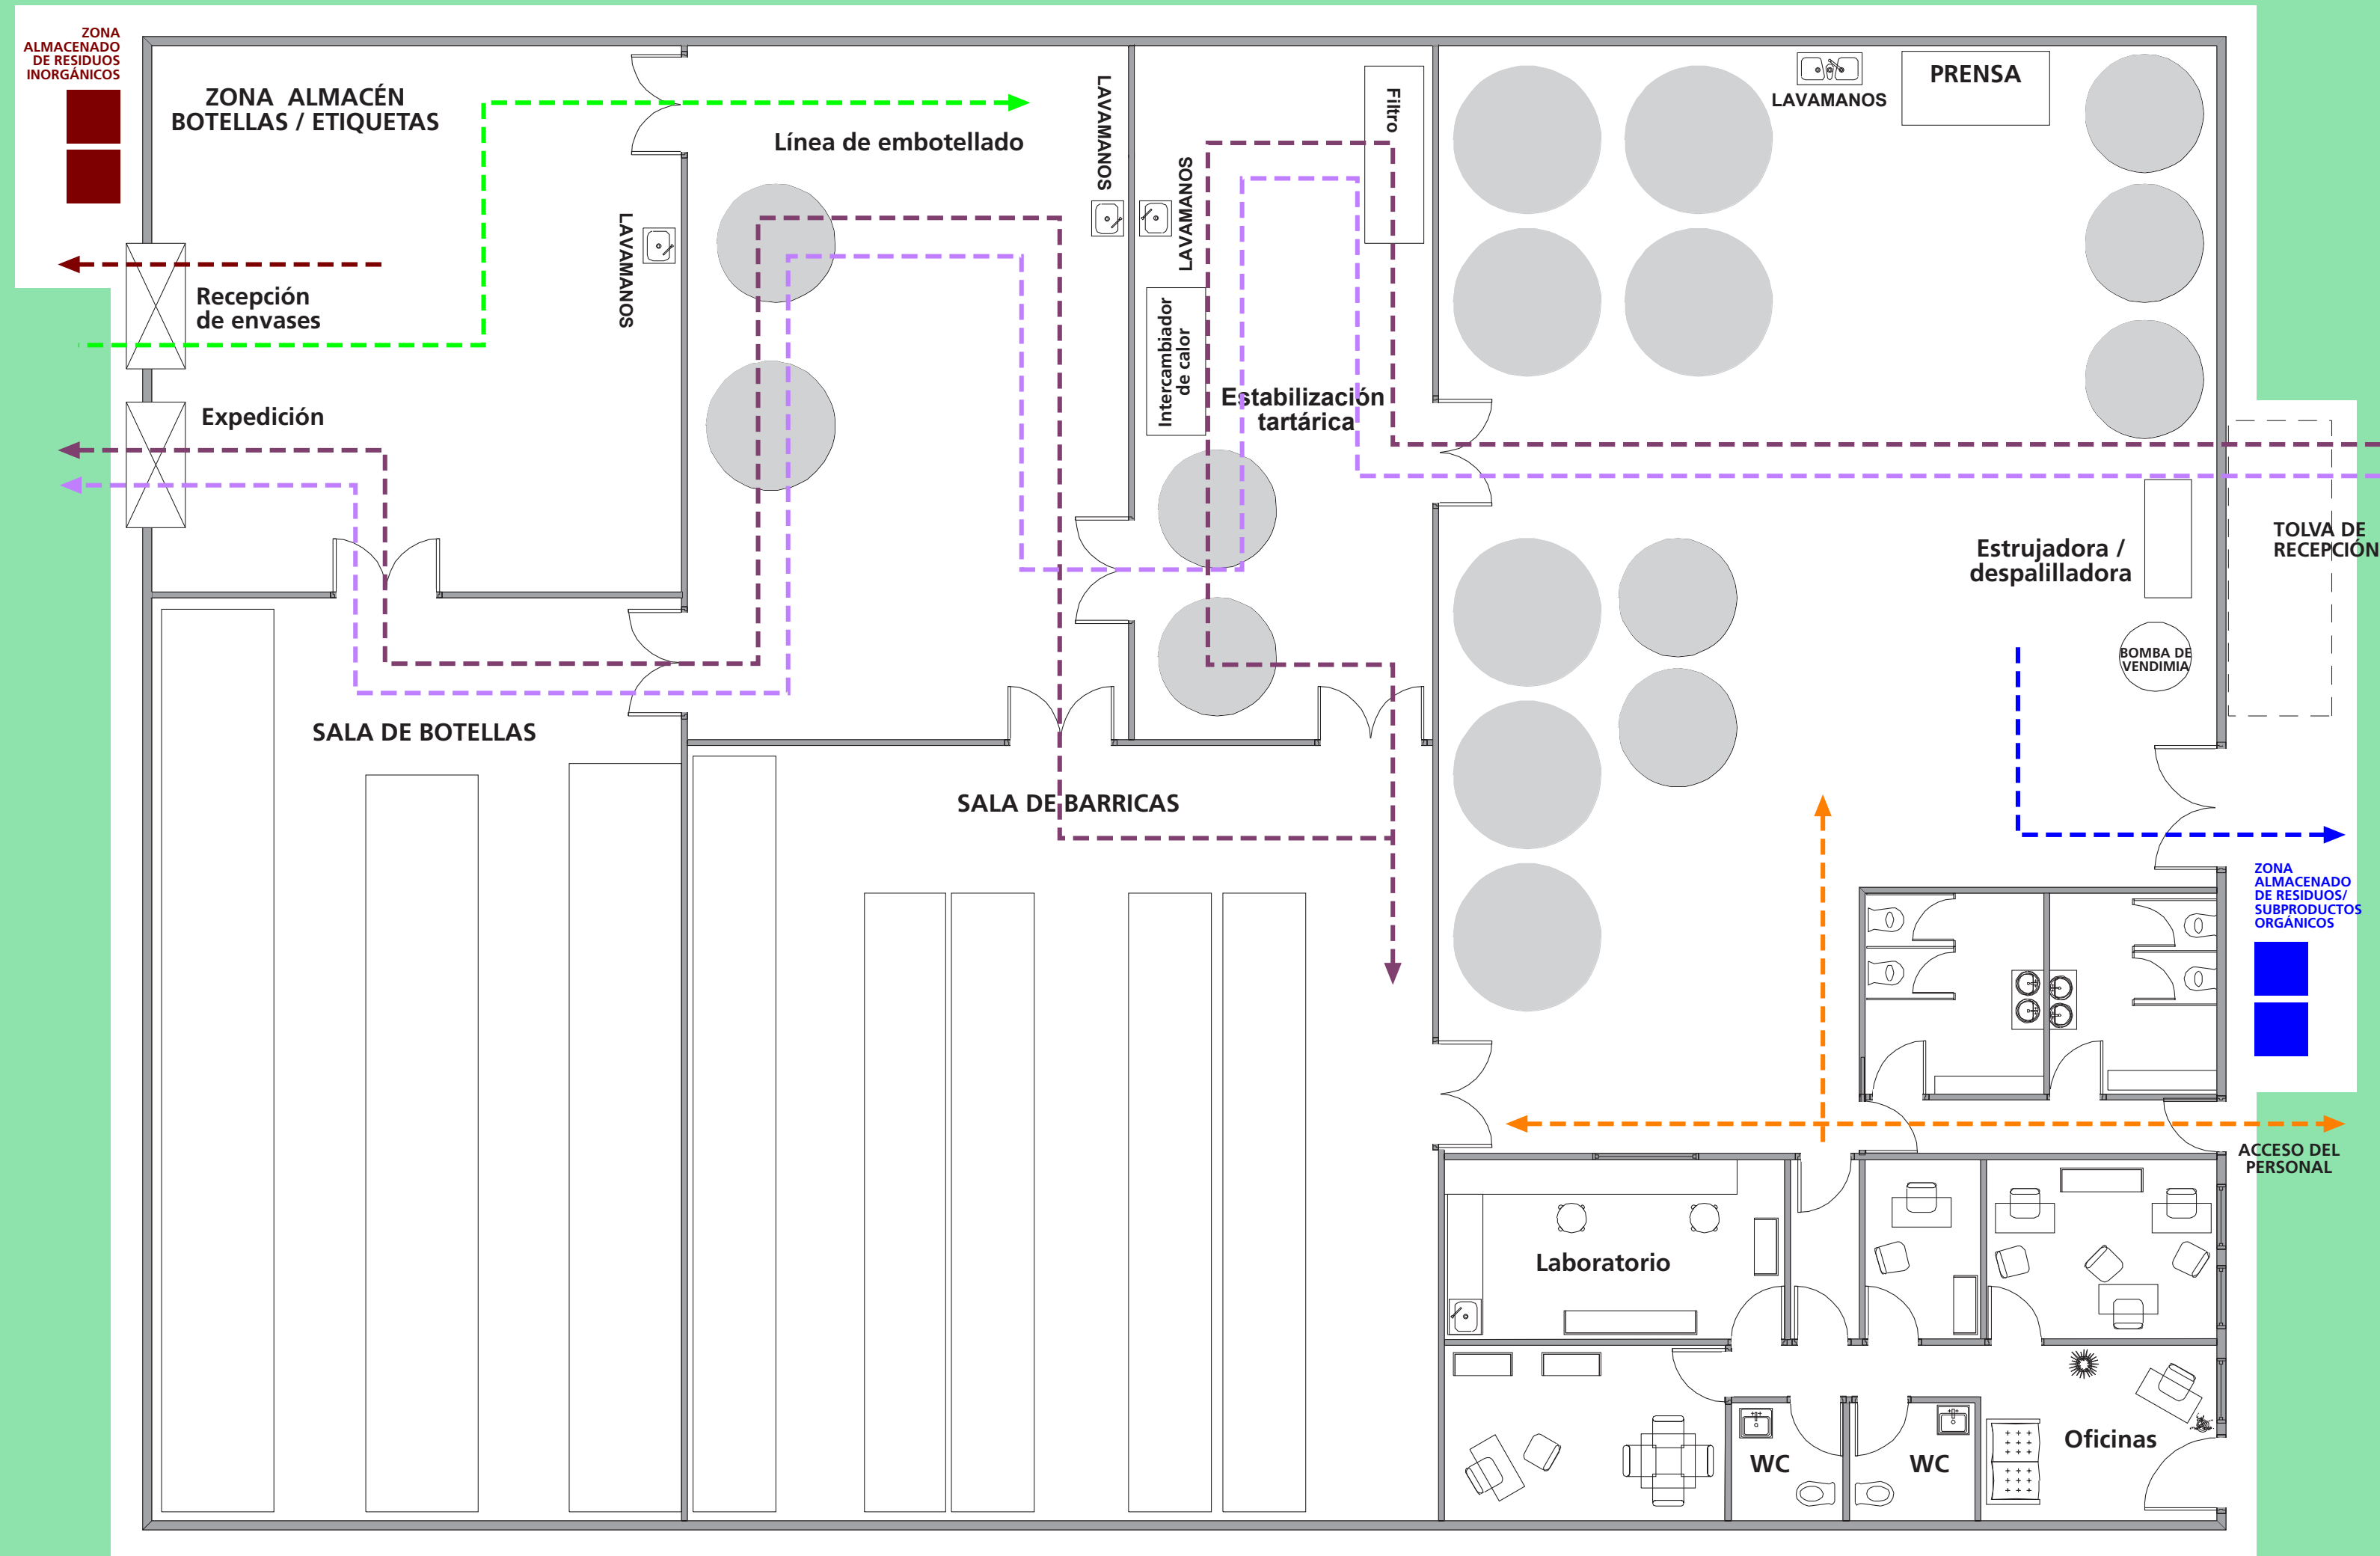 ZONA
ALMACENADO
DE RESIDUOS
INORGÁNICOS
ZONA ALMACÉN
BOTELLAS / ETIQUETAS
Línea de embotellado
LAVAMANOS
LAVAMANOS
LAVAMANOS
Filtro
LAVAMANOS
PRENSA
Recepción
de envases
Expedición
Intercambiador
de calor
Estabilización
tartárica
Estrujadora /
despalilladora
TOLVA DE
RECEPCIÓN
BOMBA DE
VENDIMIA
SALA DE BOTELLAS
SALA DE BARRICAS
ZONA
ALMACENADO
DE RESIDUOS/
SUBPRODUCTOS
ORGÁNICOS
ACCESO DEL
PERSONAL
Laboratorio
Oficinas
WC
WC